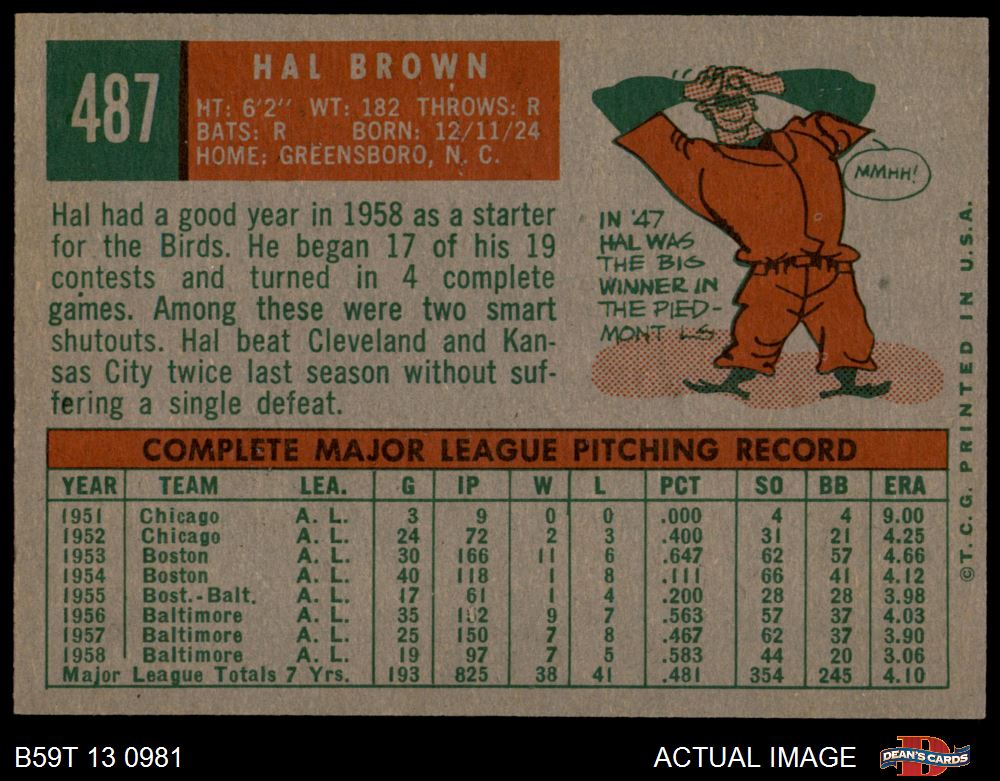 487
HAL BROWN
HT: 6'2" WT: 182 THROWS: R
BATS: R BORN: 12/11/24
HOME: GREENSBORO, N. C.
Hal had a good year in 1958 as a starter
for the Birds. He began 17 of his 19
contests and turned in 4 complete
games. Among these were two smart
shutouts. Hal beat Cleveland and Kan-
sas City twice last season without suf-
fering a single defeat.
MMHH!
IN '47
HAL WAS
THE BIG
WINNER IN
THE PIED-
MONT LG
COMPLETE MAJOR LEAGUE PITCHING RECORD
YEAR TEAM LEA. G IP W L PCT SO BB ERA
1951 Chicago A. L. 3 9 0 0 .000 4 4 9.00
1952 Chicago A. L. 24 72 2 3 .400 31 21 4.25
1953 Boston A. L. 30 166 11 6 .647 62 57 4.66
1954 Boston A. L. 40 118 1 8 .111 66 41 4.12
1955 Bost.-Balt. A. L. 17 61 1 4 .200 28 28 3.98
1956 Baltimore A. L. 35 152 9 7 .563 57 37 4.03
1957 Baltimore A. L. 25 150 7 8 .467 62 37 3.90
1958 Baltimore A. L. 19 97 7 5 .583 44 20 3.06
Major League Totals 7 Yrs. 193 825 38 41 .481 354 245 4.10
©T. C. G. PRINTED IN U.S.A.
B59T 13 0981
ACTUAL IMAGE
DEAN'S CARDS